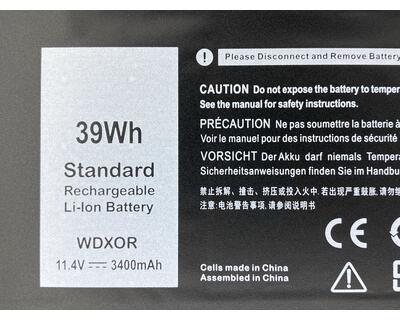 39Wh
Standard
Rechargeable
Li-Ion Battery
WDXOR
11.4V ⎓ 3400mAh
! Please Disconnect and Remove Battery
CAUTION Do not expose the battery to temper
See the manual for safety instructions.
PRÉCAUTION Ne pas soumettre la batterie à
Voir le manuel pour des instructions de sécurité
VORSICHT Der Akku darf niemals Tempera
Sicherheitsanweisungen finden Sie im Handbu
禁止拆解、撞击、挤压或投入火中. 若出现严重鼓胀, 请勿
注意:电池警告事项, 请参阅说明书
CE
Cells made in China
Assembled in China